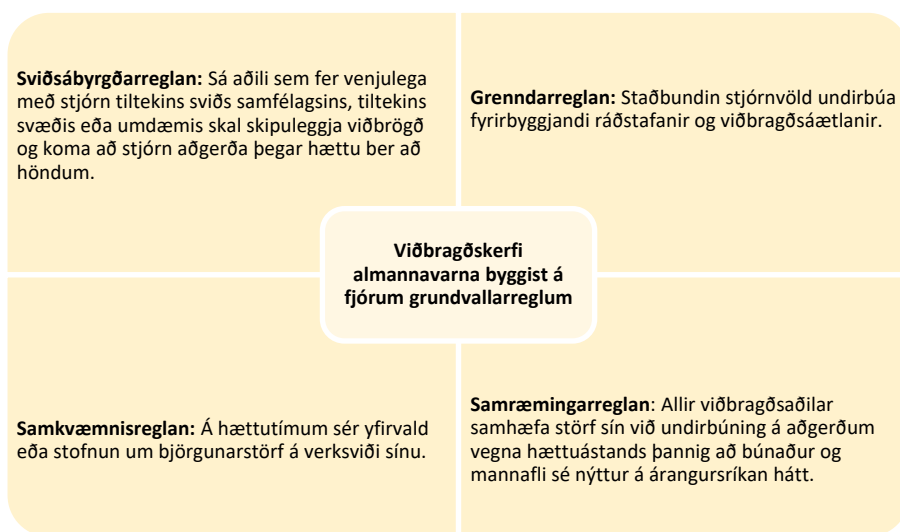 Sviðsábyrgðarreglan: Sá aðili sem fer venjulega
með stjórn tiltekins sviðs samfélagsins, tiltekins
svæðis eða umdæmis skal skipuleggja viðbrögð
og koma að stjórn aðgerða þegar hættu ber að
höndum.
Grenndarreglan: Staðbundin stjórnvöld undirbúa
fyrirbyggjandi ráðstafanir og viðbragðsáætlanir.
Viðbragðskerfi
almannavarna byggist á
fjórum grundvallarreglum
Samkvæmnisreglan: Á hættutímum sér yfirvald
eða stofnun um björgunarstörf á verksviði sínu.
Samræmingarreglan: Allir viðbragðsaðilar
samhæfa störf sín við undirbúning á aðgerðum
vegna hættuástands þannig að búnaður og
mannafli sé nýttur á árangursríkan hátt.